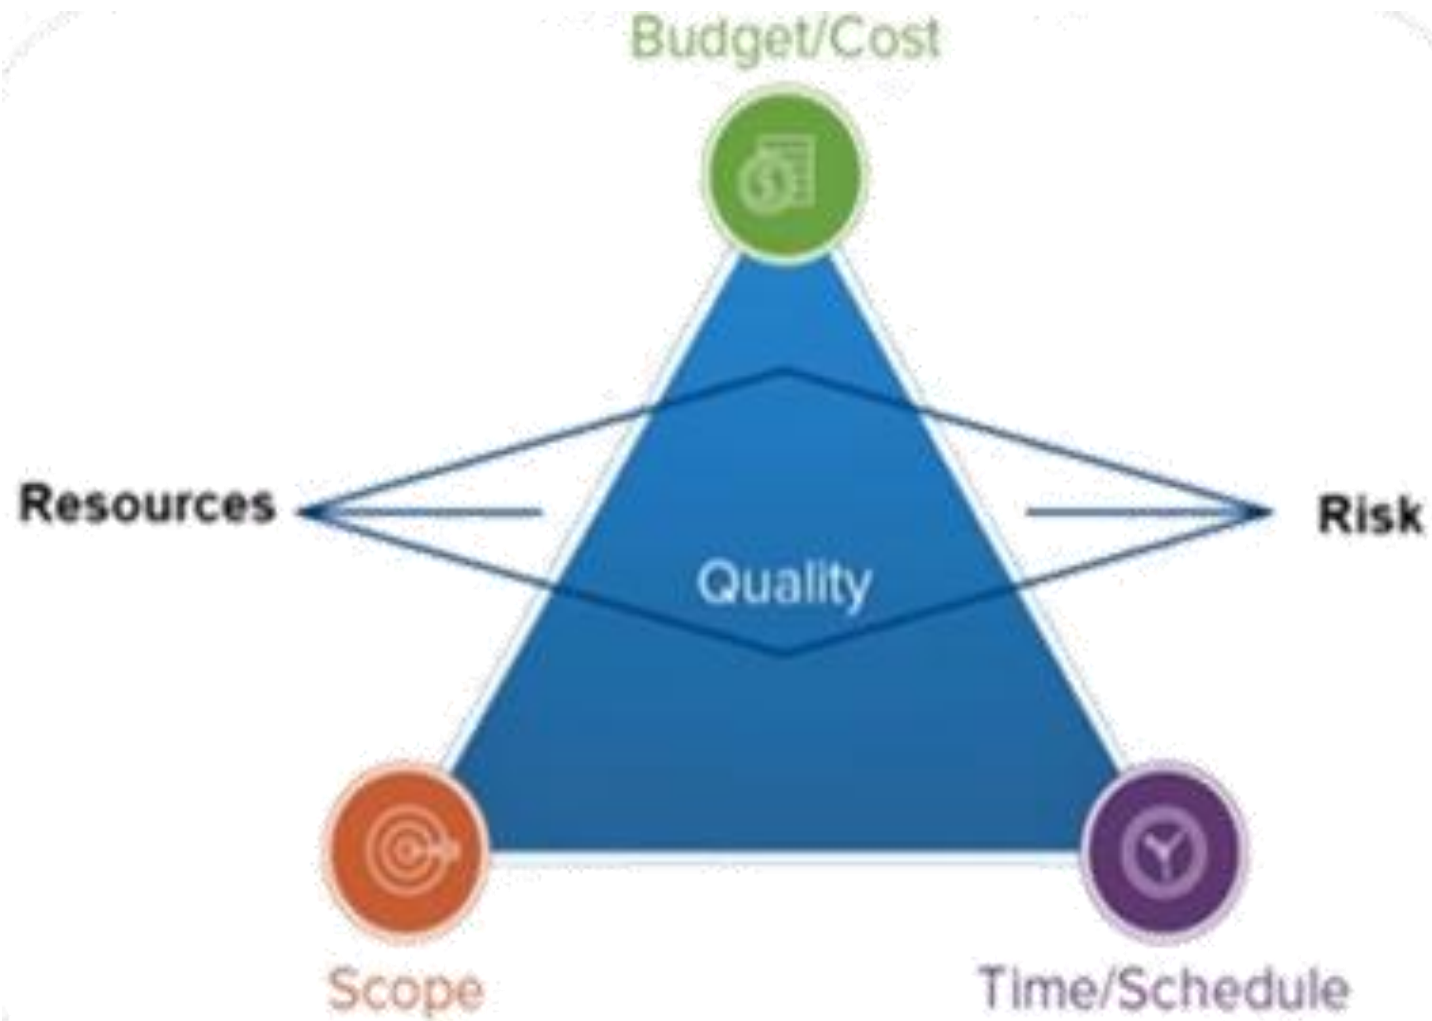 Budget/Cost
Resources
Risk
Quality
Scope
Time/Schedule